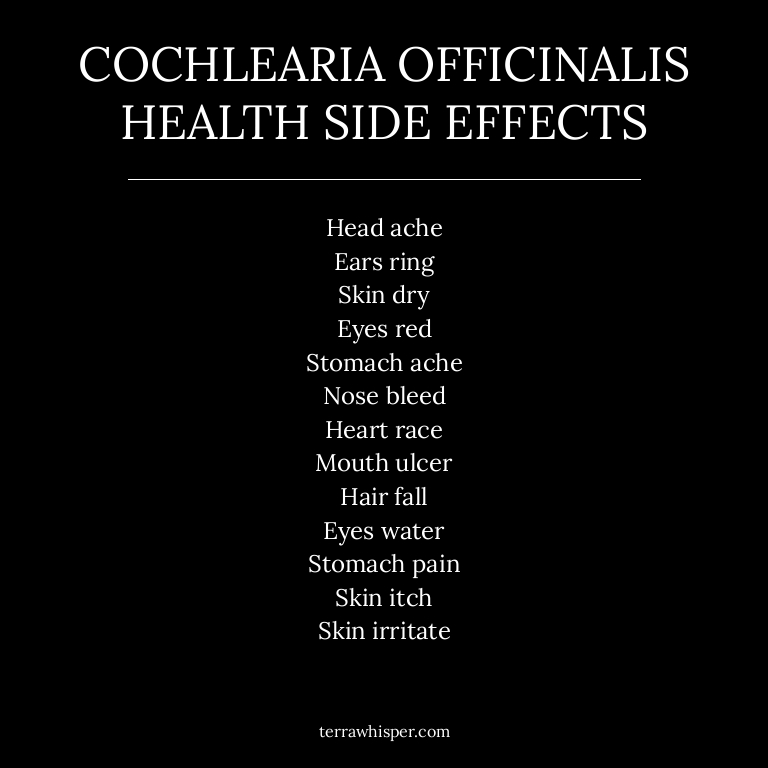 COCHLEARIA OFFICINALIS
HEALTH SIDE EFFECTS
Head ache
Ears ring
Skin dry
Eyes red
Stomach ache
Nose bleed
Heart race
Mouth ulcer
Hair fall
Eyes water
Stomach pain
Skin itch
Skin irritate
terrawhisper.com